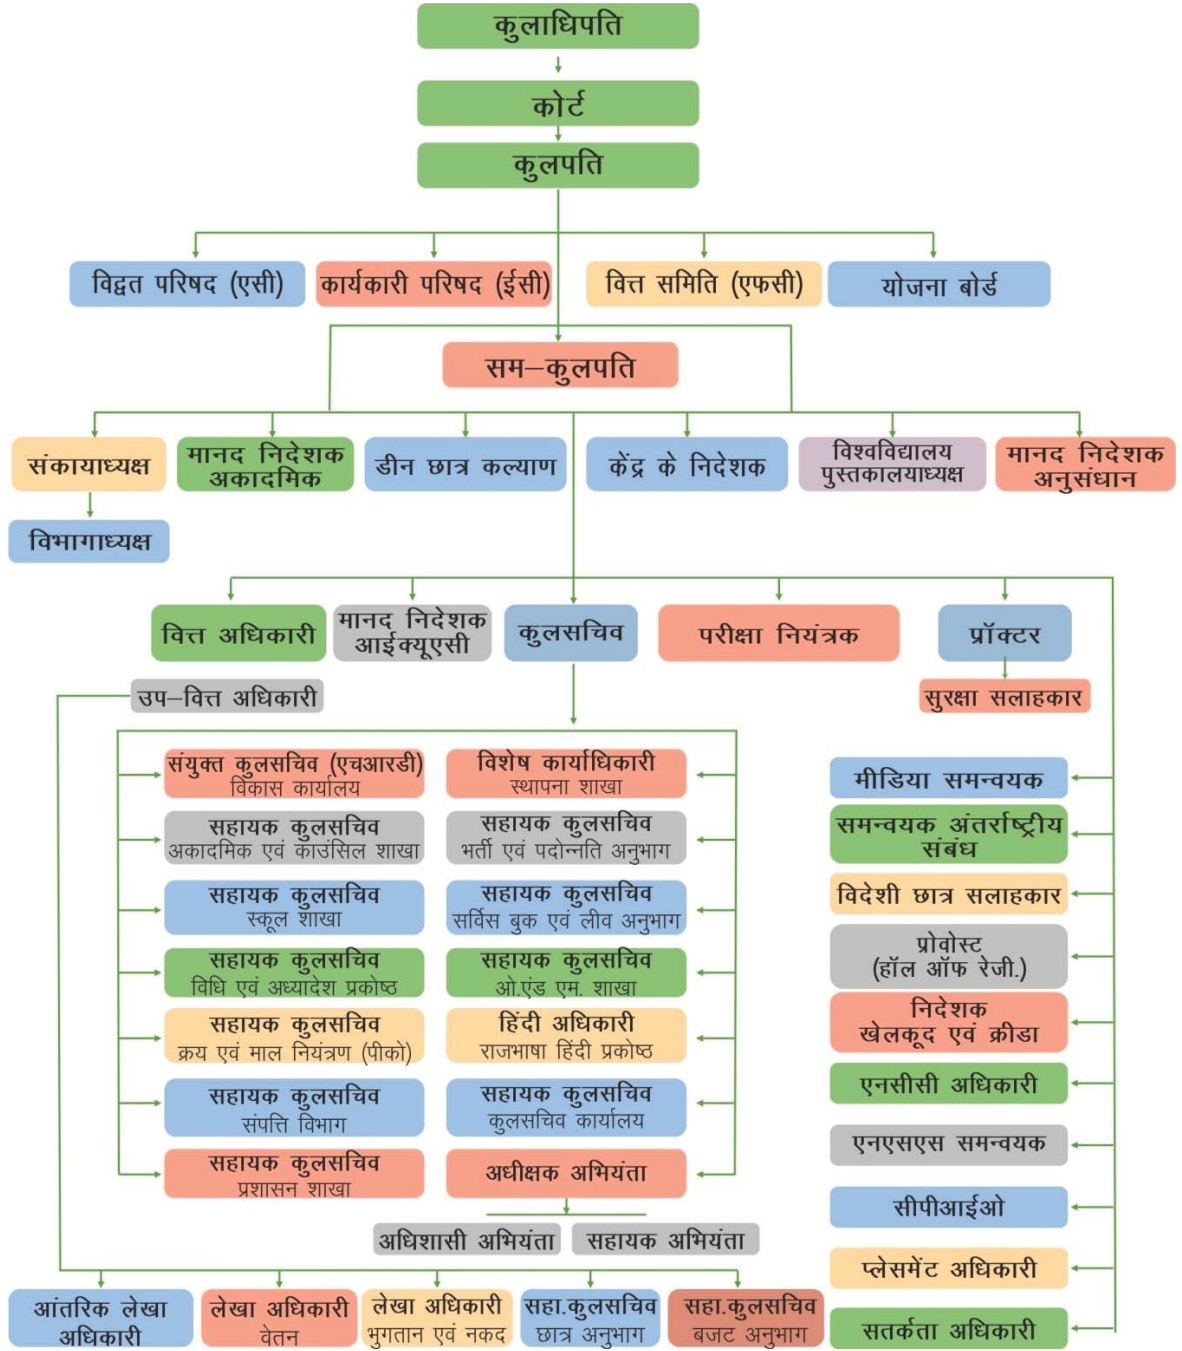 कुलाधिपति
कोर्ट
कुलपति
विद्वत परिषद (एसी)
कार्यकारी परिषद (ईसी)
वित्त समिति (एफसी)
योजना बोर्ड
सम–कुलपति
संकायाध्यक्ष
मानद निदेशक
अकादमिक
डीन छात्र कल्याण
केंद्र के निदेशक
विश्वविद्यालय
पुस्तकालयाध्यक्ष
मानद निदेशक
अनुसंधान
विभागाध्यक्ष
वित्त अधिकारी
मानद निदेशक
आईक्यूएसी
कुलसचिव
परीक्षा नियंत्रक
प्रॉक्टर
उप–वित्त अधिकारी
सुरक्षा सलाहकार
संयुक्त कुलसचिव (एचआरडी)
विकास कार्यालय
विशेष कार्याधिकारी
स्थापना शाखा
सहायक कुलसचिव
अकादमिक एवं काउंसिल शाखा
सहायक कुलसचिव
भर्ती एवं पदोन्नति अनुभाग
सहायक कुलसचिव
स्कूल शाखा
सहायक कुलसचिव
सर्विस बुक एवं लीव अनुभाग
सहायक कुलसचिव
विधि एवं अध्यादेश प्रकोष्ठ
सहायक कुलसचिव
ओ.एंड एम. शाखा
सहायक कुलसचिव
क्रय एवं माल नियंत्रण (पीको)
हिंदी अधिकारी
राजभाषा हिंदी प्रकोष्ठ
सहायक कुलसचिव
संपत्ति विभाग
सहायक कुलसचिव
कुलसचिव कार्यालय
सहायक कुलसचिव
प्रशासन शाखा
अधीक्षक अभियंता
अधिशासी अभियंता
सहायक अभियंता
मीडिया समन्वयक
समन्वयक अंतर्राष्ट्रीय
संबंध
विदेशी छात्र सलाहकार
प्रोवोस्ट
(हॉल ऑफ रेजी.)
निदेशक
खेलकूद एवं क्रीडा
एनसीसी अधिकारी
एनएसएस समन्वयक
सीपीआईओ
प्लेसमेंट अधिकारी
सतर्कता अधिकारी
आंतरिक लेखा
अधिकारी
लेखा अधिकारी
वेतन
लेखा अधिकारी
भुगतान एवं नकद
सहा.कुलसचिव
छात्र अनुभाग
सहा.कुलसचिव
बजट अनुभाग